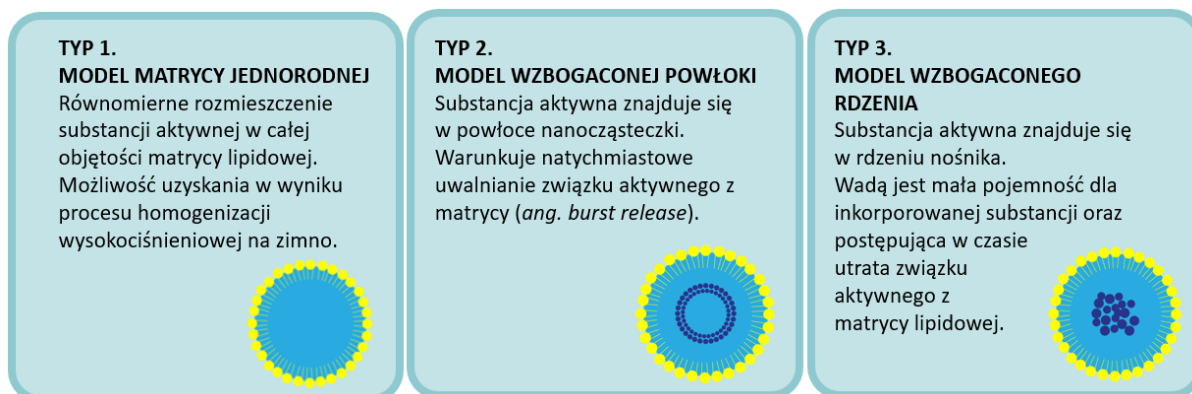 TYP 1.
MODEL MATRYCY JEDNORODNEJ
Równomierne rozmieszczenie
substancji aktywnej w całej
objętości matrycy lipidowej.
Możliwość uzyskania w wyniku
procesu homogenizacji
wysokociśnieniowej na zimno.
TYP 2.
MODEL WZBOGACONEJ POWŁOKI
Substancja aktywna znajduje się
w powłoce nanocząsteczki.
Warunkuje natychmiastowe
uwalnianie związku aktywnego z
matrycy (ang. burst release).
TYP 3.
MODEL WZBOGACONEGO
RDZENIA
Substancja aktywna znajduje się
w rdzeniu nośnika.
Wadą jest mała pojemność dla
inkorporowanej substancji oraz
postępująca w czasie
utrata związku
aktywnego z
matrycy lipidowej.